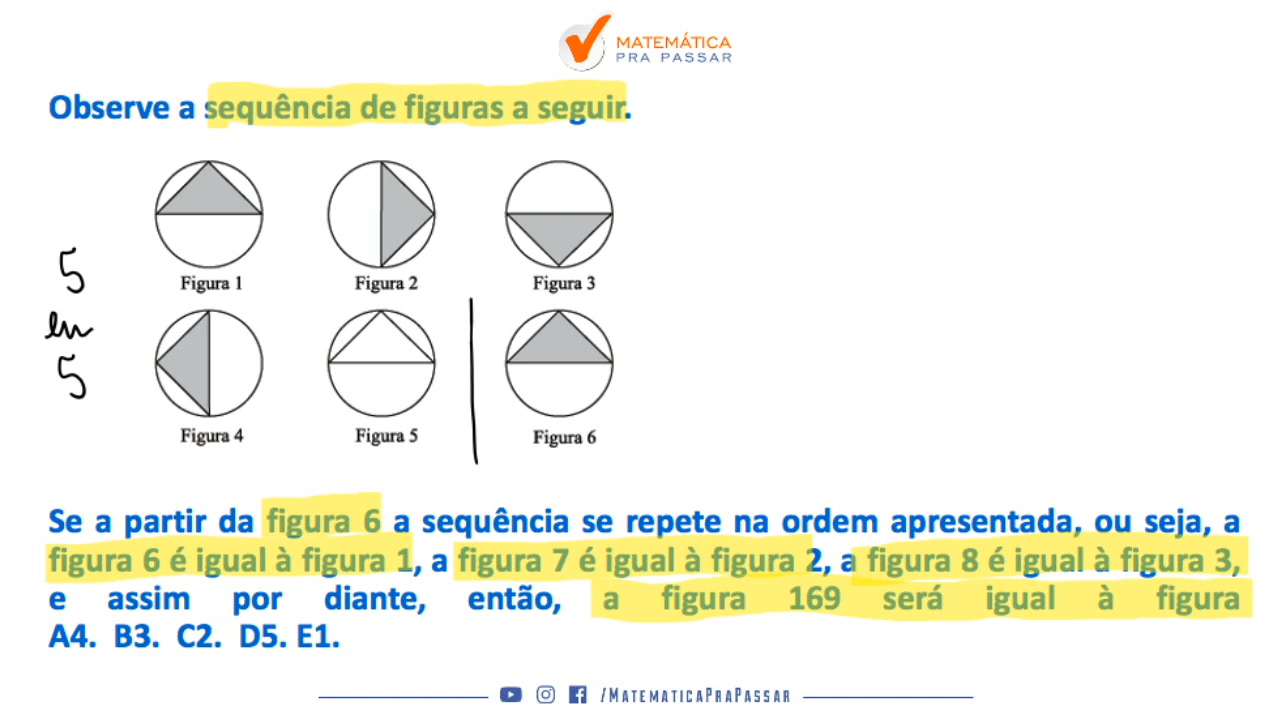 MATEMÁTICA
PRA PASSAR
Observe a sequência de figuras a seguir.
Figura 1
Figura 2
Figura 3
5
em
5
Figura 4
Figura 5
Figura 6
Se a partir da figura 6 a sequência se repete na ordem apresentada, ou seja, a
figura 6 é igual à figura 1, a figura 7 é igual à figura 2, a figura 8 é igual à figura 3,
e assim por diante, então, a figura 169 será igual à figura
A4. B3. C2. D5. E1.
/MATEMATICAPRAPASSAR